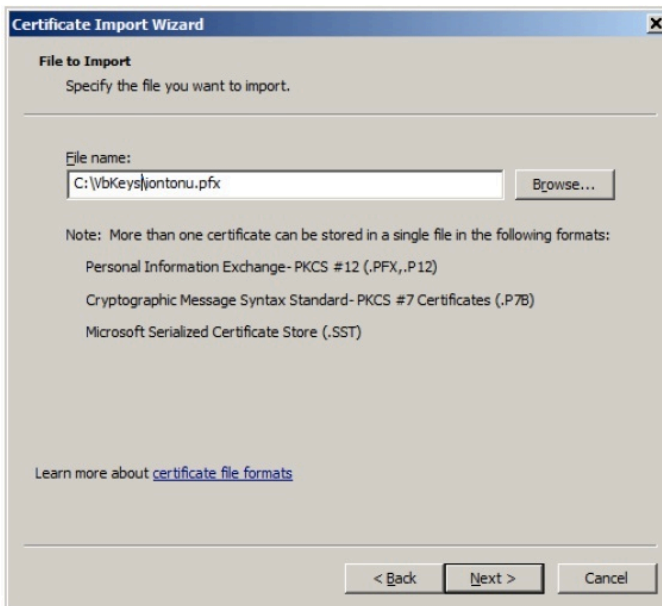 Certificate Import Wizard
File to Import
Specify the file you want to import.
File name:
C:\VbKeys\jontonu.pfx
Browse...
Note: More than one certificate can be stored in a single file in the following formats:
Personal Information Exchange- PKCS #12 (.PFX,.P12)
Cryptographic Message Syntax Standard- PKCS #7 Certificates (.P7B)
Microsoft Serialized Certificate Store (.SST)
Learn more about certificate file formats
< Back Next > Cancel